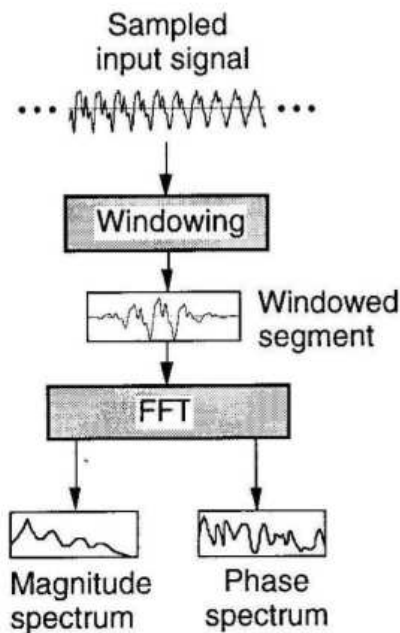 Sampled
input signal
Windowing
Windowed
segment
FFT
Magnitude
spectrum
Phase
spectrum